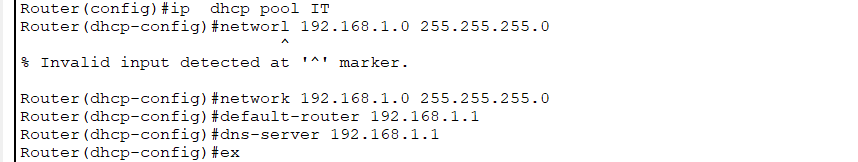 Router(config)#ip  dhcp pool IT
Router(dhcp-config)#networl 192.168.1.0 255.255.255.0
^
% Invalid input detected at '^' marker.
Router(dhcp-config)#network 192.168.1.0 255.255.255.0
Router(dhcp-config)#default-router 192.168.1.1
Router(dhcp-config)#dns-server 192.168.1.1
Router(dhcp-config)#ex